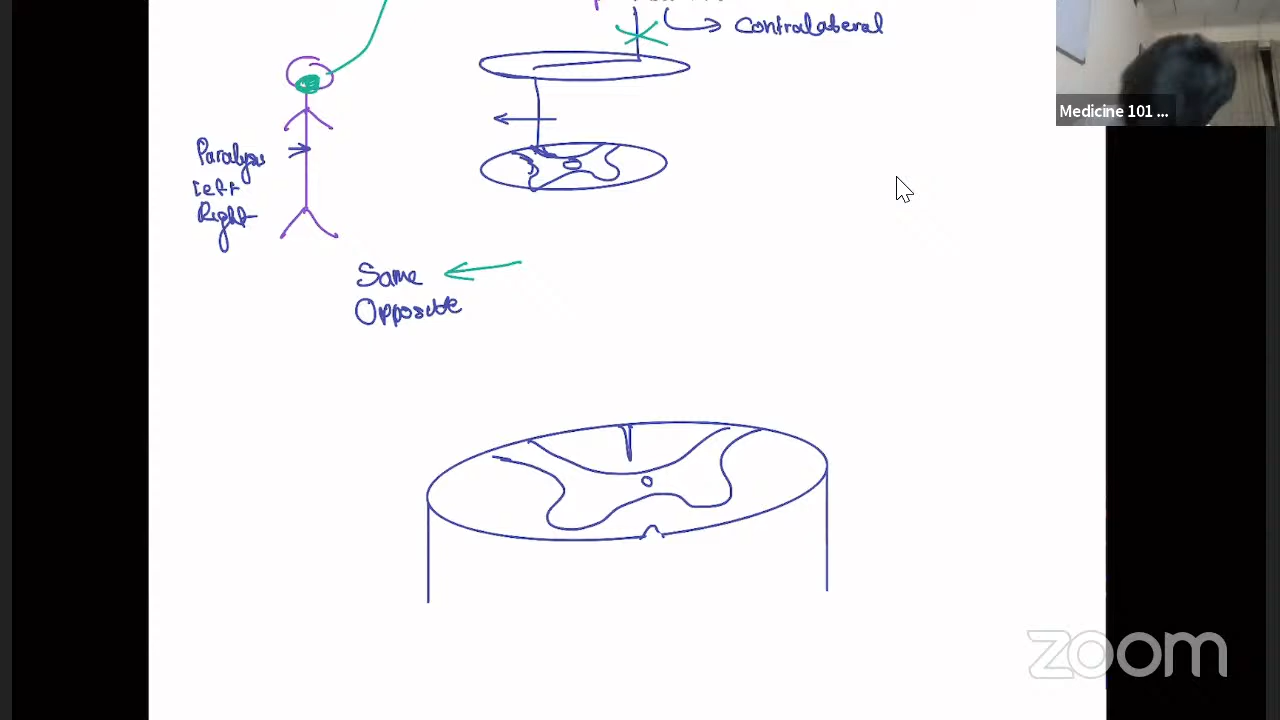 Contralateral
Medicine 101 ...
Paralysis
Left
Right
Same
Opposite
zoom